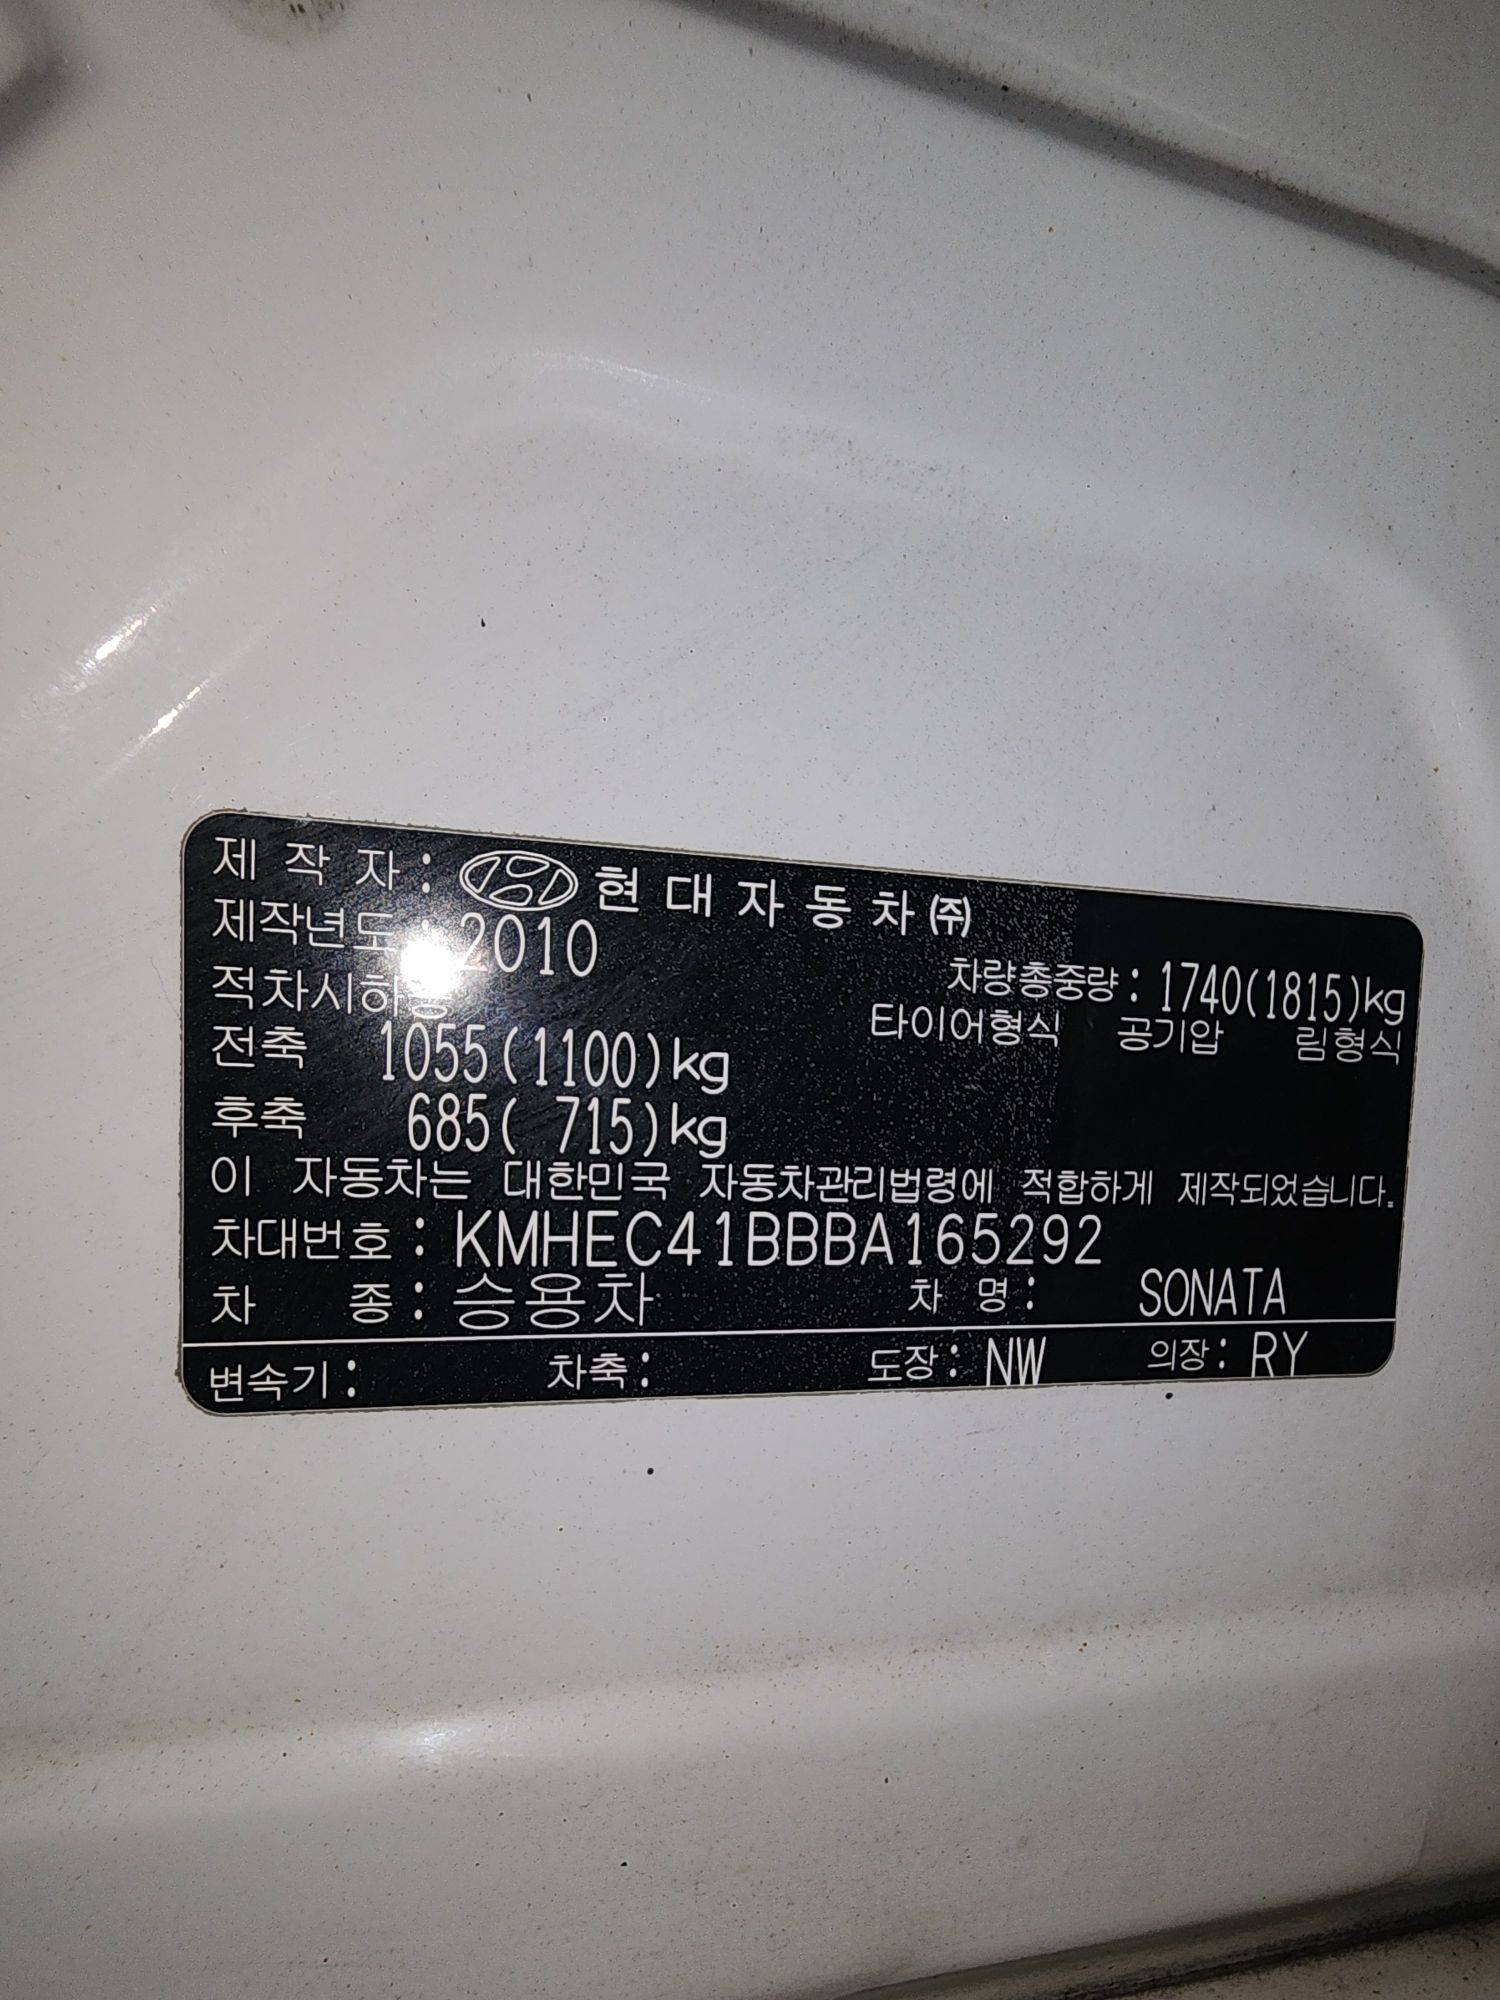 제 작 자 : 현 대 자 동 차 ㈜
제작년도 : 2010
차량총중량 : 1740(1815)kg
적차시하중
타이어형식 공기압 림형식
전축 1055(1100)kg
후축 685( 715)kg
이 자동차는 대한민국 자동차관리법령에 적합하게 제작되었습니다.
차대번호 : KMHEC41BBBA165292
차 종 : 승용차 차 명 : SONATA
변속기 : 차축 : 도장 : NW 의장 : RY